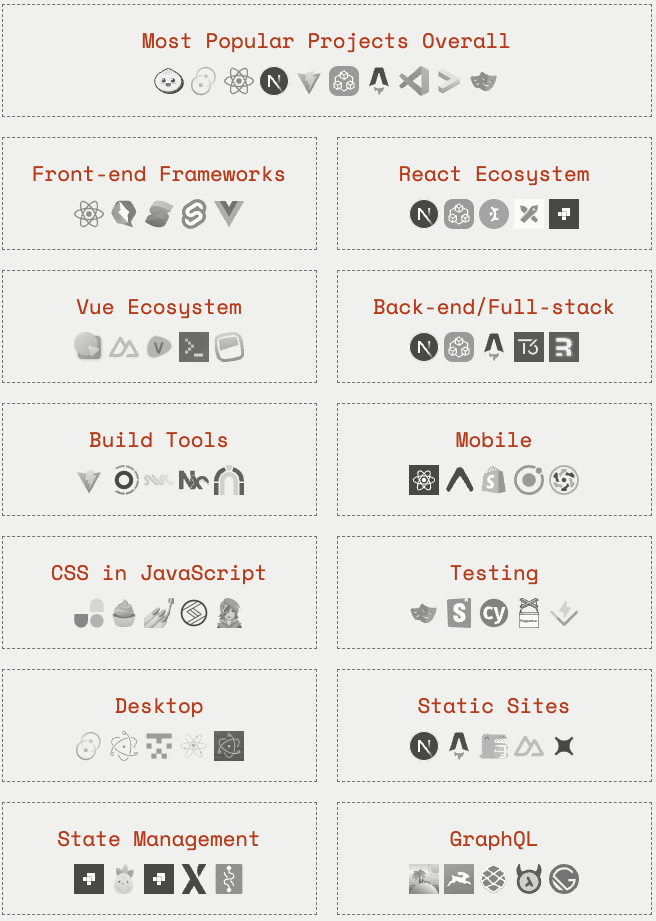 Most Popular Projects Overall
Front-end Frameworks
React Ecosystem
Vue Ecosystem
Back-end/Full-stack
Build Tools
Mobile
CSS in JavaScript
Testing
Desktop
Static Sites
State Management
GraphQL